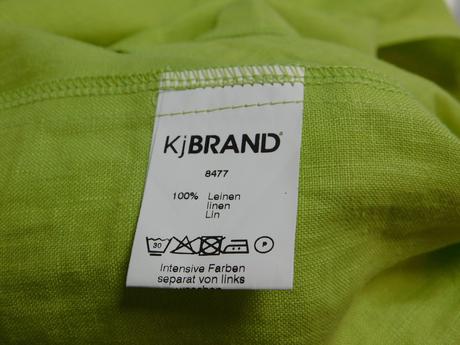 KjBRAND®
8477
100% Leinen
linen
Lin
30 P
Intensive Farben
separat von links